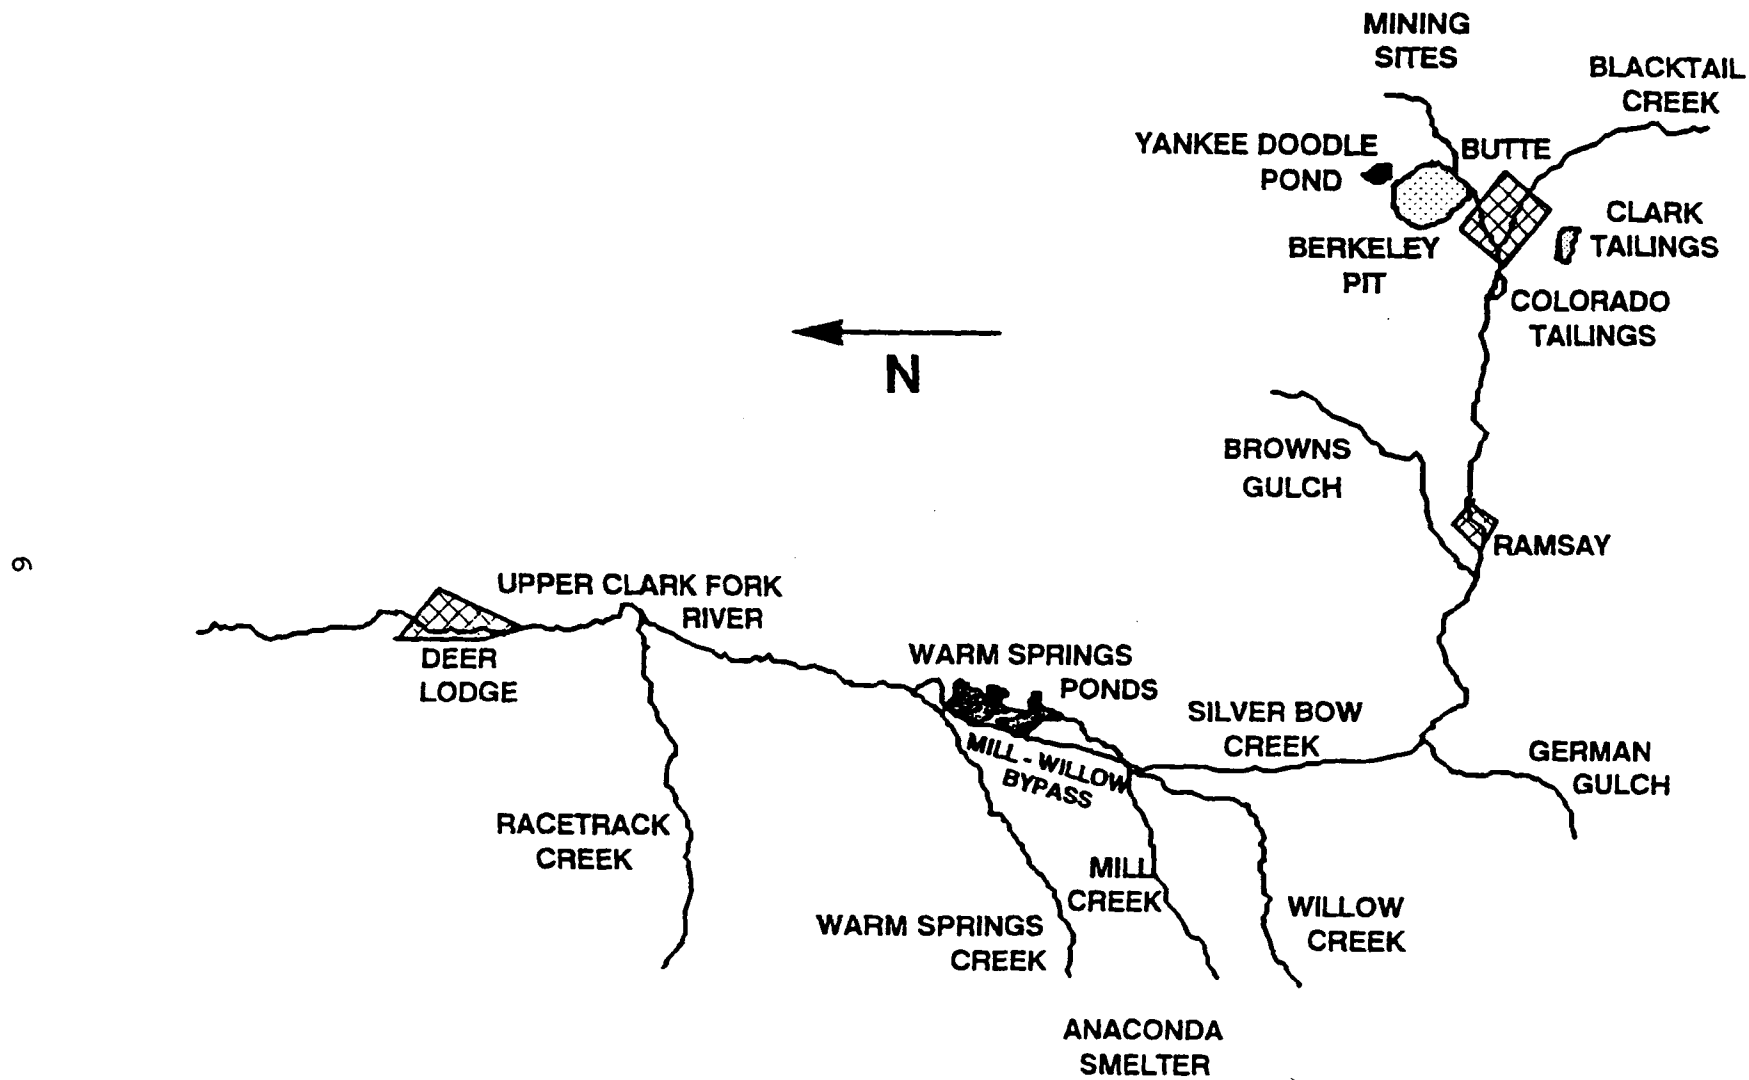 MINING
SITES
BLACKTAIL
CREEK
YANKEE DOODLE
POND
BUTTE
CLARK
TAILINGS
BERKELEY
PIT
COLORADO
TAILINGS
N
BROWNS
GULCH
RAMSAY
6
UPPER CLARK FORK
RIVER
DEER
LODGE
WARM SPRINGS
PONDS
SILVER BOW
CREEK
MILL - WILLOW
BYPASS
GERMAN
GULCH
RACETRACK
CREEK
MILL
CREEK
WILLOW
CREEK
WARM SPRINGS
CREEK
ANACONDA
SMELTER